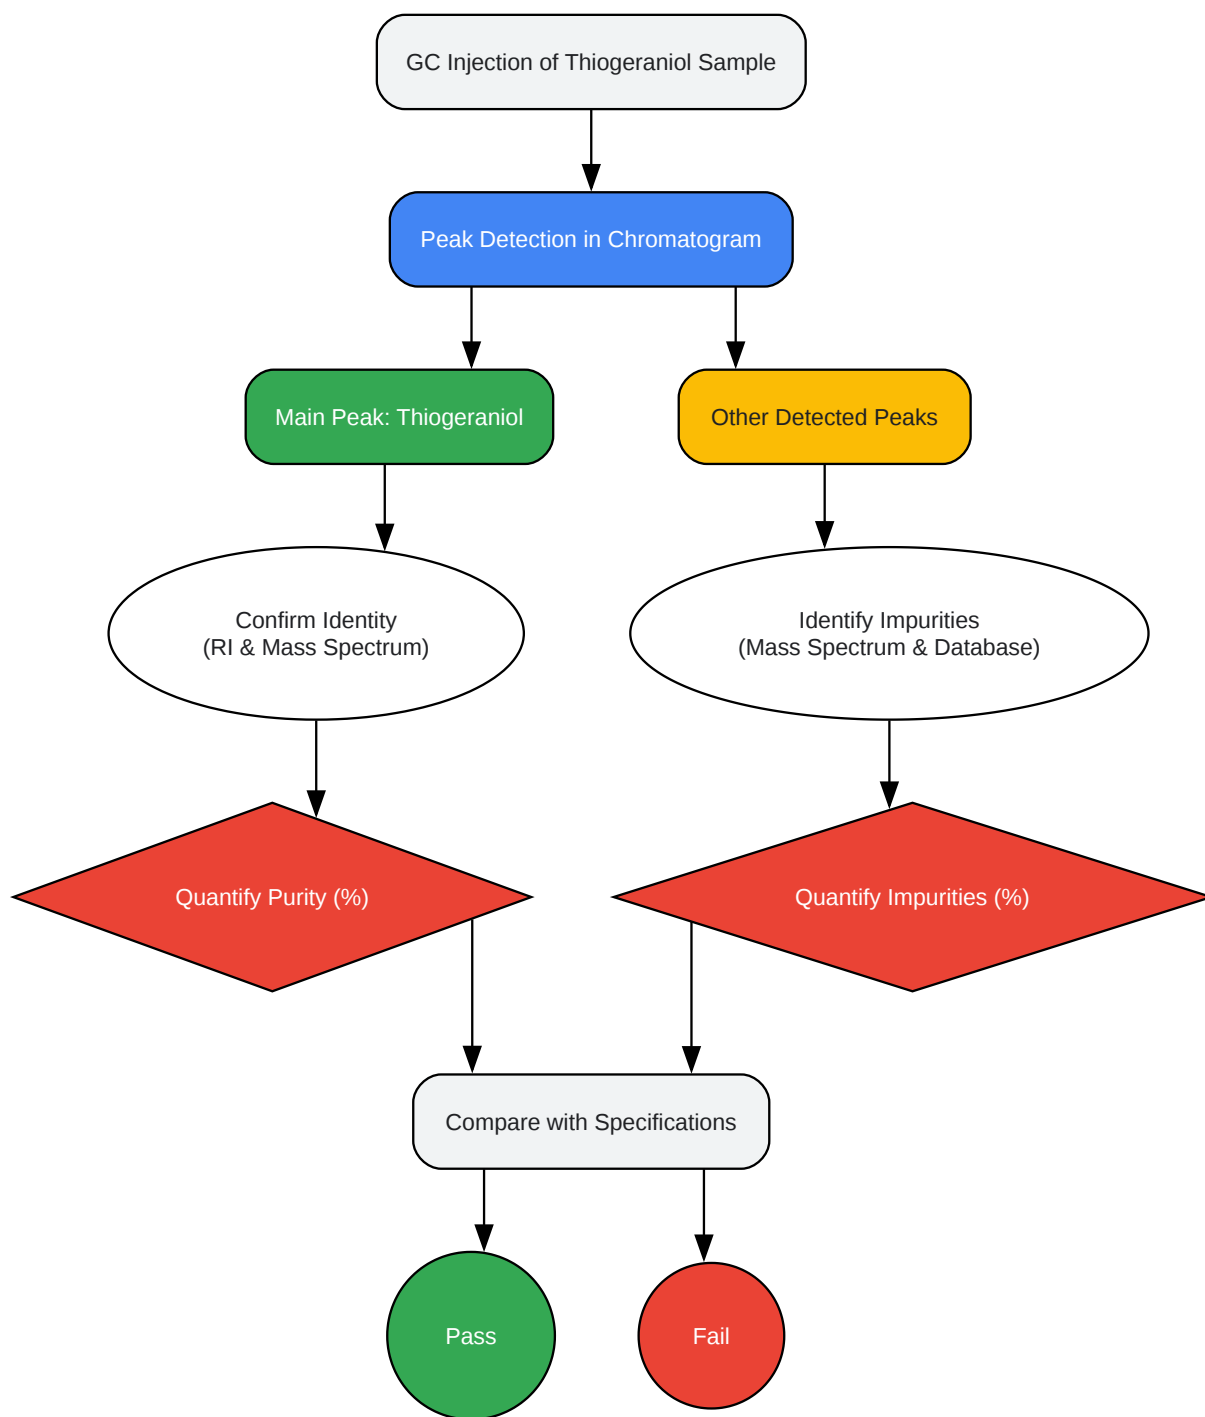 GC Injection of Thiogeraniol Sample
Peak Detection in Chromatogram
Main Peak: Thiogeraniol
Other Detected Peaks
Confirm Identity
(RI & Mass Spectrum)
Identify Impurities
(Mass Spectrum & Database)
Quantify Purity (%)
Quantify Impurities (%)
Compare with Specifications
Pass
Fail